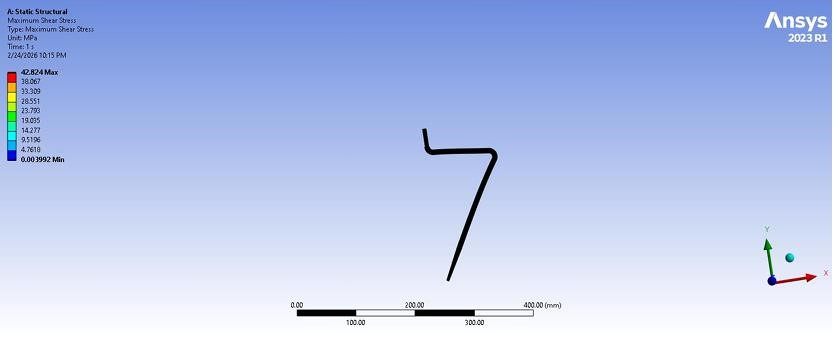 A: Static Structural
Maximum Shear Stress
Type: Maximum Shear Stress
Unit: MPa
Time: 1 s
2/24/2026 10:15 PM
42.824 Max
38.067
33.309
28.551
23.793
19.035
14.277
9.5196
4.7618
0.003992 Min
Ansys
2023 R1
Y
X
0.00 200.00 400.00 (mm)
100.00 300.00